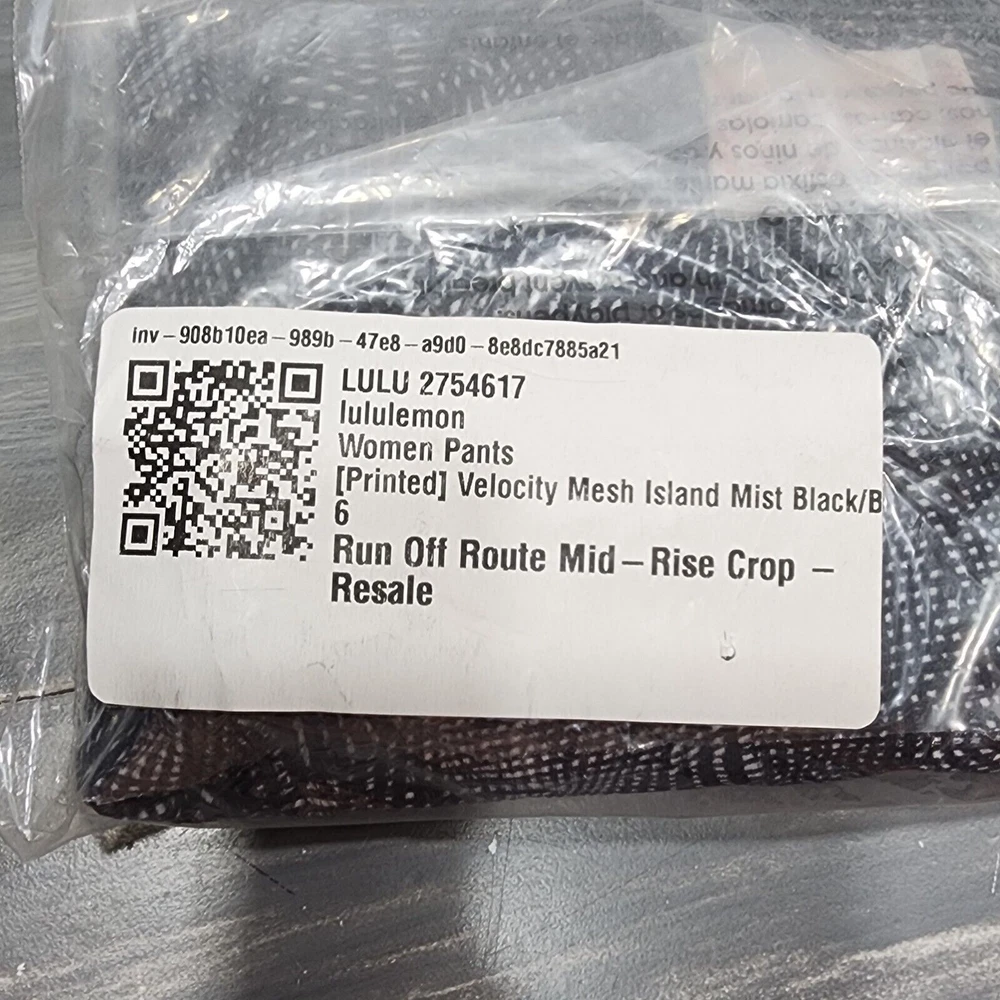 inv-908b10ea-989b-47e8-a9d0-8e8dc7885a21
LULU 2754617
lululemon
Women Pants
[Printed] Velocity Mesh Island Mist Black/B
6
Run Off Route Mid-Rise Crop -
Resale